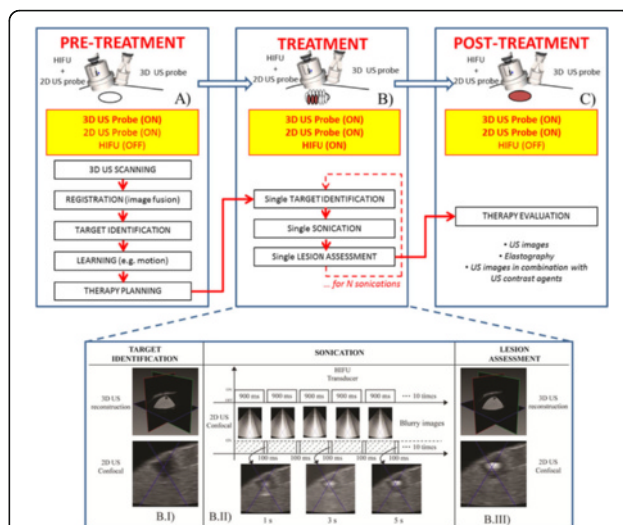 PRE-TREATMENT
HIFU
+
2D US probe
3D US probe
A)
3D US Probe (ON)
2D US Probe (ON)
HIFU (OFF)
3D US SCANNING
REGISTRATION (image fusion)
TARGET IDENTIFICATION
LEARNING (e.g. motion)
THERAPY PLANNING
TREATMENT
HIFU
+
2D US probe
3D US probe
B)
3D US Probe (ON)
2D US Probe (ON)
HIFU (ON)
Single TARGET IDENTIFICATION
Single SONICATION
Single LESION ASSESSMENT
... for N sonications
POST-TREATMENT
HIFU
+
2D US probe
3D US probe
C)
3D US Probe (ON)
2D US Probe (ON)
HIFU (OFF)
THERAPY EVALUATION
• US images
• Elastography
• US images in combination with
US contrast agents
TARGET
IDENTIFICATION
3D US
reconstruction
2D US
Confocal
B.I)
SONICATION
HIFU
Transducer
900 ms 900 ms 900 ms 900 ms 900 ms ··· 10 times
2D US
Confocal
Blurry images
··· 10 times
100 ms 100 ms 100 ms 100 ms 100 ms
B.II)
1 s 3 s 5 s
LESION
ASSESSMENT
3D US
reconstruction
2D US
Confocal
B.III)